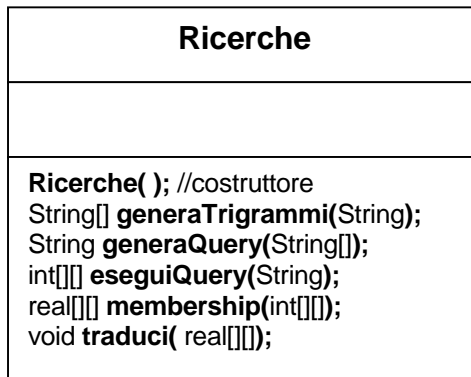 Ricerche
Ricerche( ); //costruttore
String[] generaTrigrammi(String);
String generaQuery(String[]);
int[][] eseguiQuery(String);
real[][] membership(int[][]);
void traduci( real[][]);